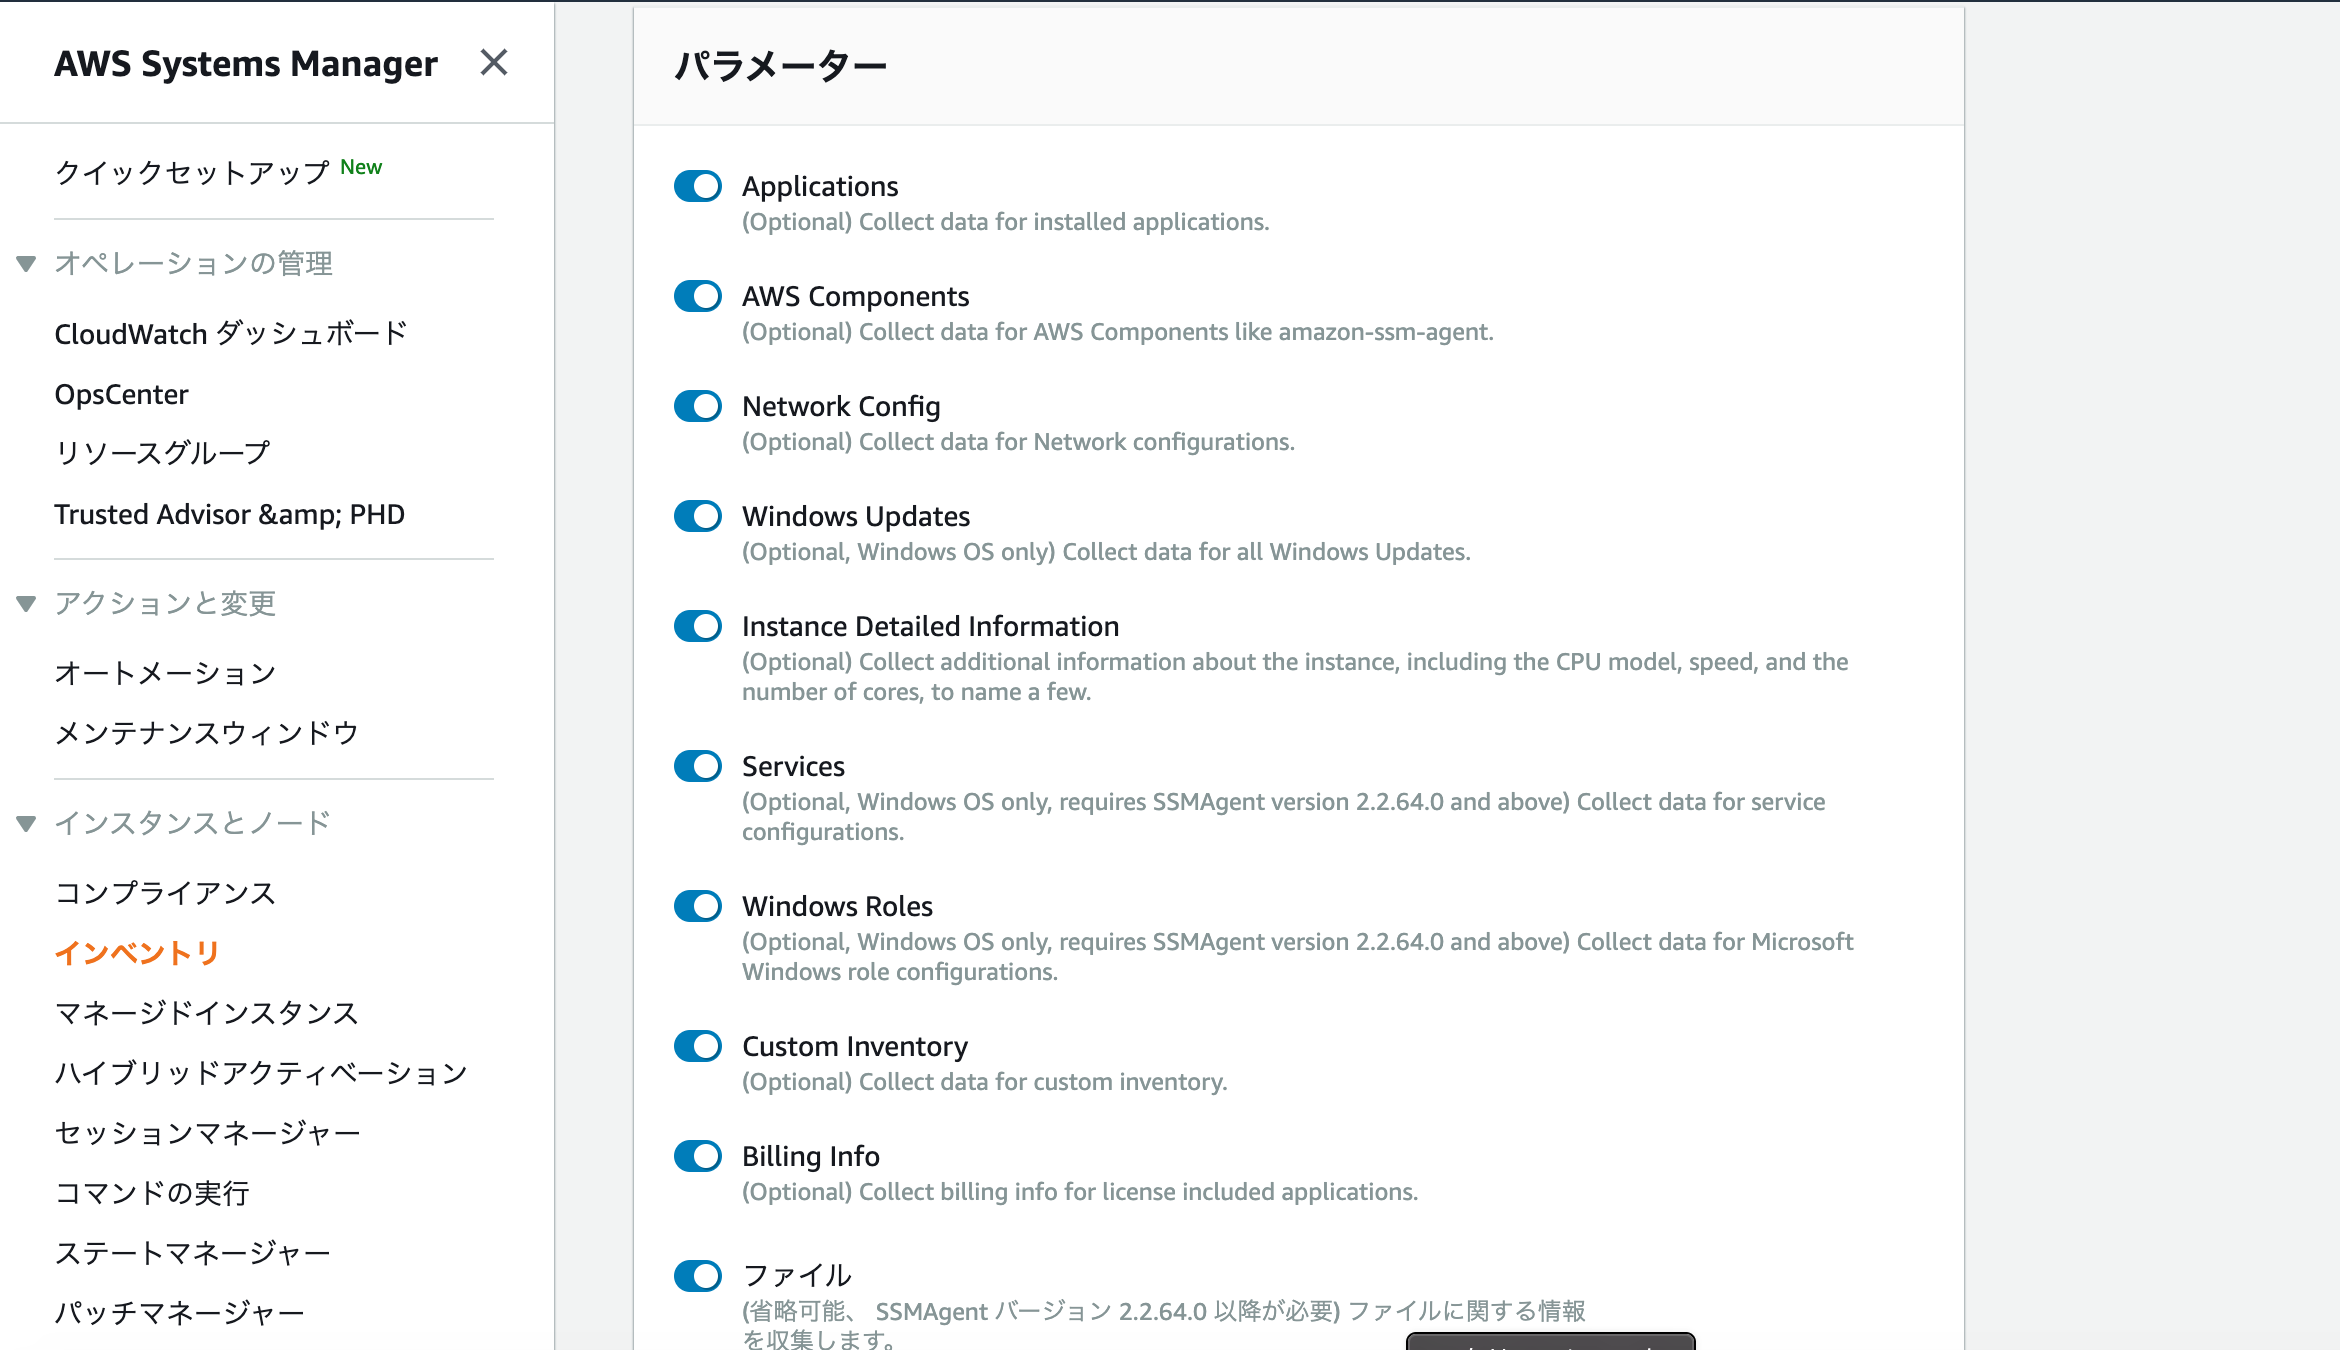 AWS Systems Manager
クイックセットアップ New
オペレーションの管理
CloudWatch ダッシュボード
OpsCenter
リソースグループ
Trusted Advisor &amp; PHD
アクションと変更
オートメーション
メンテナンスウィンドウ
インスタンスとノード
コンプライアンス
インベントリ
マネージドインスタンス
ハイブリッドアクティベーション
セッションマネージャー
コマンドの実行
ステートマネージャー
パッチマネージャー
パラメーター
Applications
(Optional) Collect data for installed applications.
AWS Components
(Optional) Collect data for AWS Components like amazon-ssm-agent.
Network Config
(Optional) Collect data for Network configurations.
Windows Updates
(Optional, Windows OS only) Collect data for all Windows Updates.
Instance Detailed Information
(Optional) Collect additional information about the instance, including the CPU model, speed, and the
number of cores, to name a few.
Services
(Optional, Windows OS only, requires SSMAgent version 2.2.64.0 and above) Collect data for service
configurations.
Windows Roles
(Optional, Windows OS only, requires SSMAgent version 2.2.64.0 and above) Collect data for Microsoft
Windows role configurations.
Custom Inventory
(Optional) Collect data for custom inventory.
Billing Info
(Optional) Collect billing info for license included applications.
ファイル
(省略可能、 SSMAgent バージョン 2.2.64.0 以降が必要) ファイルに関する情報
を収集します。